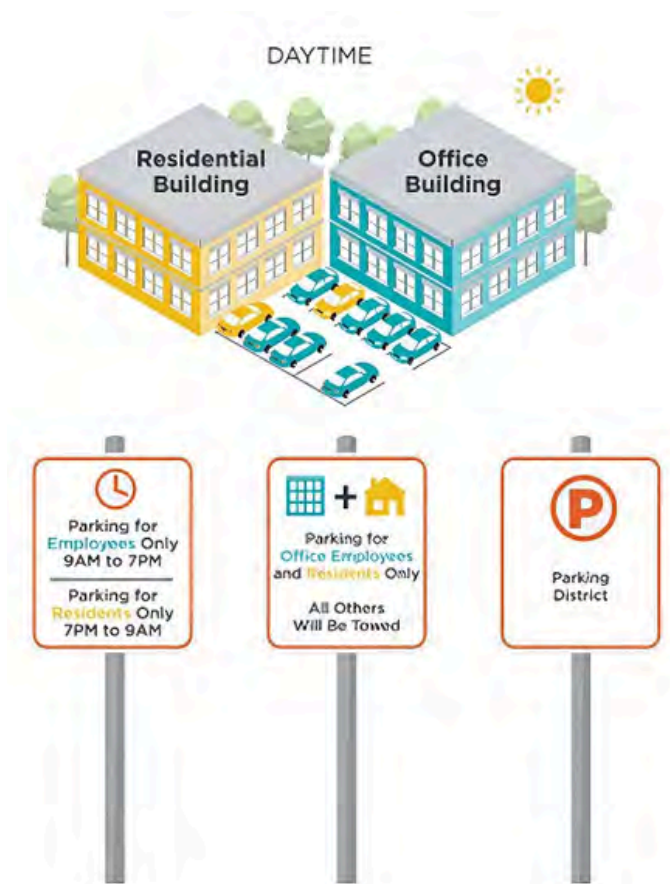 DAYTIME
Residential
Building
Office
Building
Parking for
Employees Only
9AM to 7PM
Parking for
Residents Only
7PM to 9AM
Parking for
Office Employees
and Residents Only
All Others
Will Be Towed
P
Parking
District